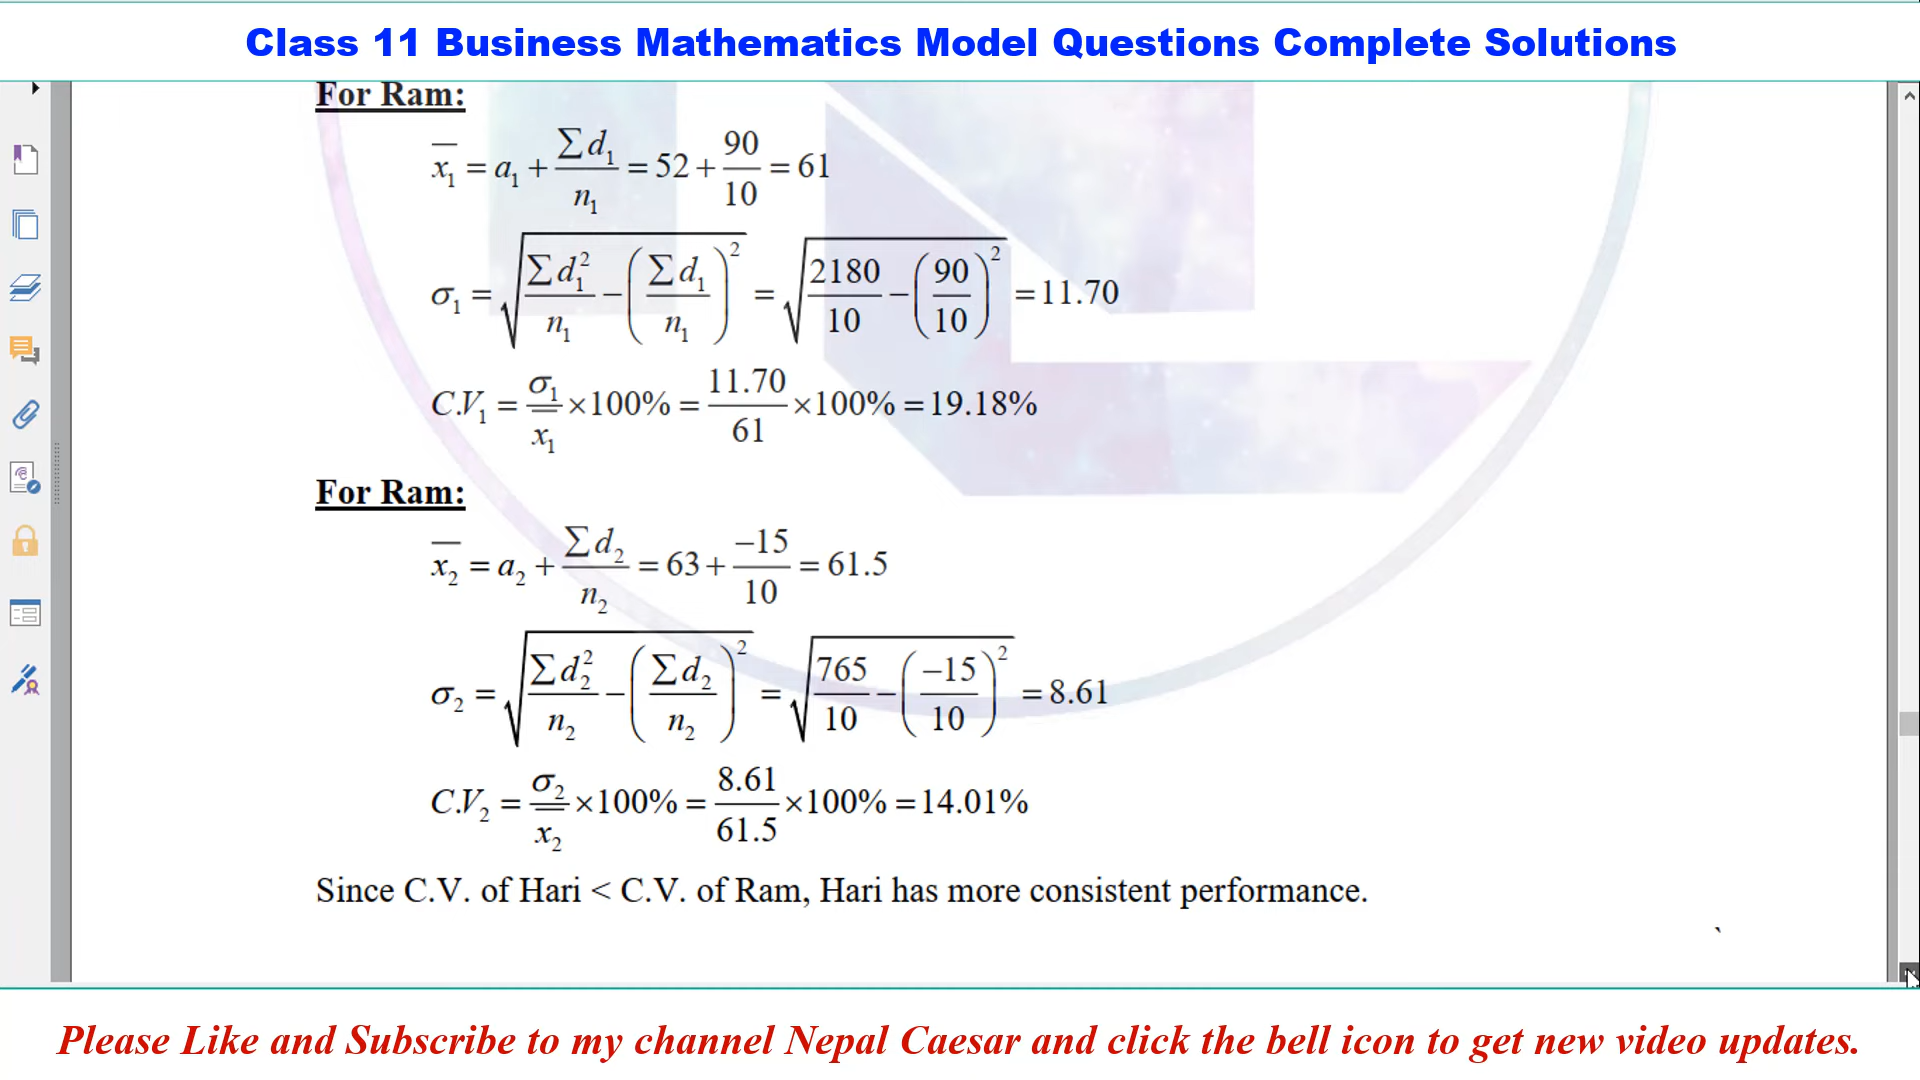 Class 11 Business Mathematics Model Questions Complete Solutions
For Ram:
x̄₁ = a₁ + Σd₁/n₁ = 52 + 90/10 = 61
σ₁ = √(Σd₁²/n₁ − (Σd₁/n₁)²) = √(2180/10 − (90/10)²) = 11.70
C.V₁ = σ₁/x̄₁ × 100% = 11.70/61 × 100% = 19.18%
For Ram:
x̄₂ = a₂ + Σd₂/n₂ = 63 + −15/10 = 61.5
σ₂ = √(Σd₂²/n₂ − (Σd₂/n₂)²) = √(765/10 − (−15/10)²) = 8.61
C.V₂ = σ₂/x̄₂ × 100% = 8.61/61.5 × 100% = 14.01%
Since C.V. of Hari < C.V. of Ram, Hari has more consistent performance.
Please Like and Subscribe to my channel Nepal Caesar and click the bell icon to get new video updates.